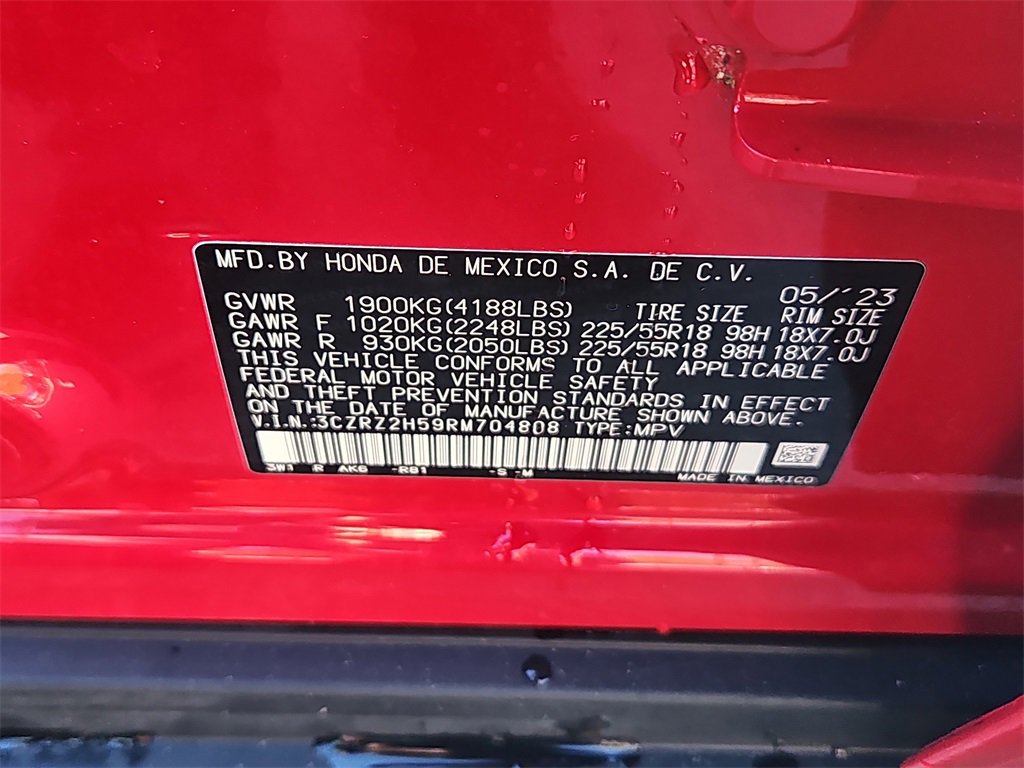 MFD.BY HONDA DE MEXICO,S.A. DE C.V.
05/'23
GVWR 1900KG(4188LBS) TIRE SIZE RIM SIZE
GAWR F 1020KG(2248LBS) 225/55R18 98H 18X7.0J
GAWR R 930KG(2050LBS) 225/55R18 98H 18X7.0J
THIS VEHICLE CONFORMS TO ALL APPLICABLE
FEDERAL MOTOR VEHICLE SAFETY
AND THEFT PREVENTION STANDARDS IN EFFECT
ON THE DATE OF MANUFACTURE SHOWN ABOVE.
V.I.N.:3CZRZ2H59RM704808 TYPE:MPV
3W1 R AK6 -R81 -S -M
MADE IN MEXICO